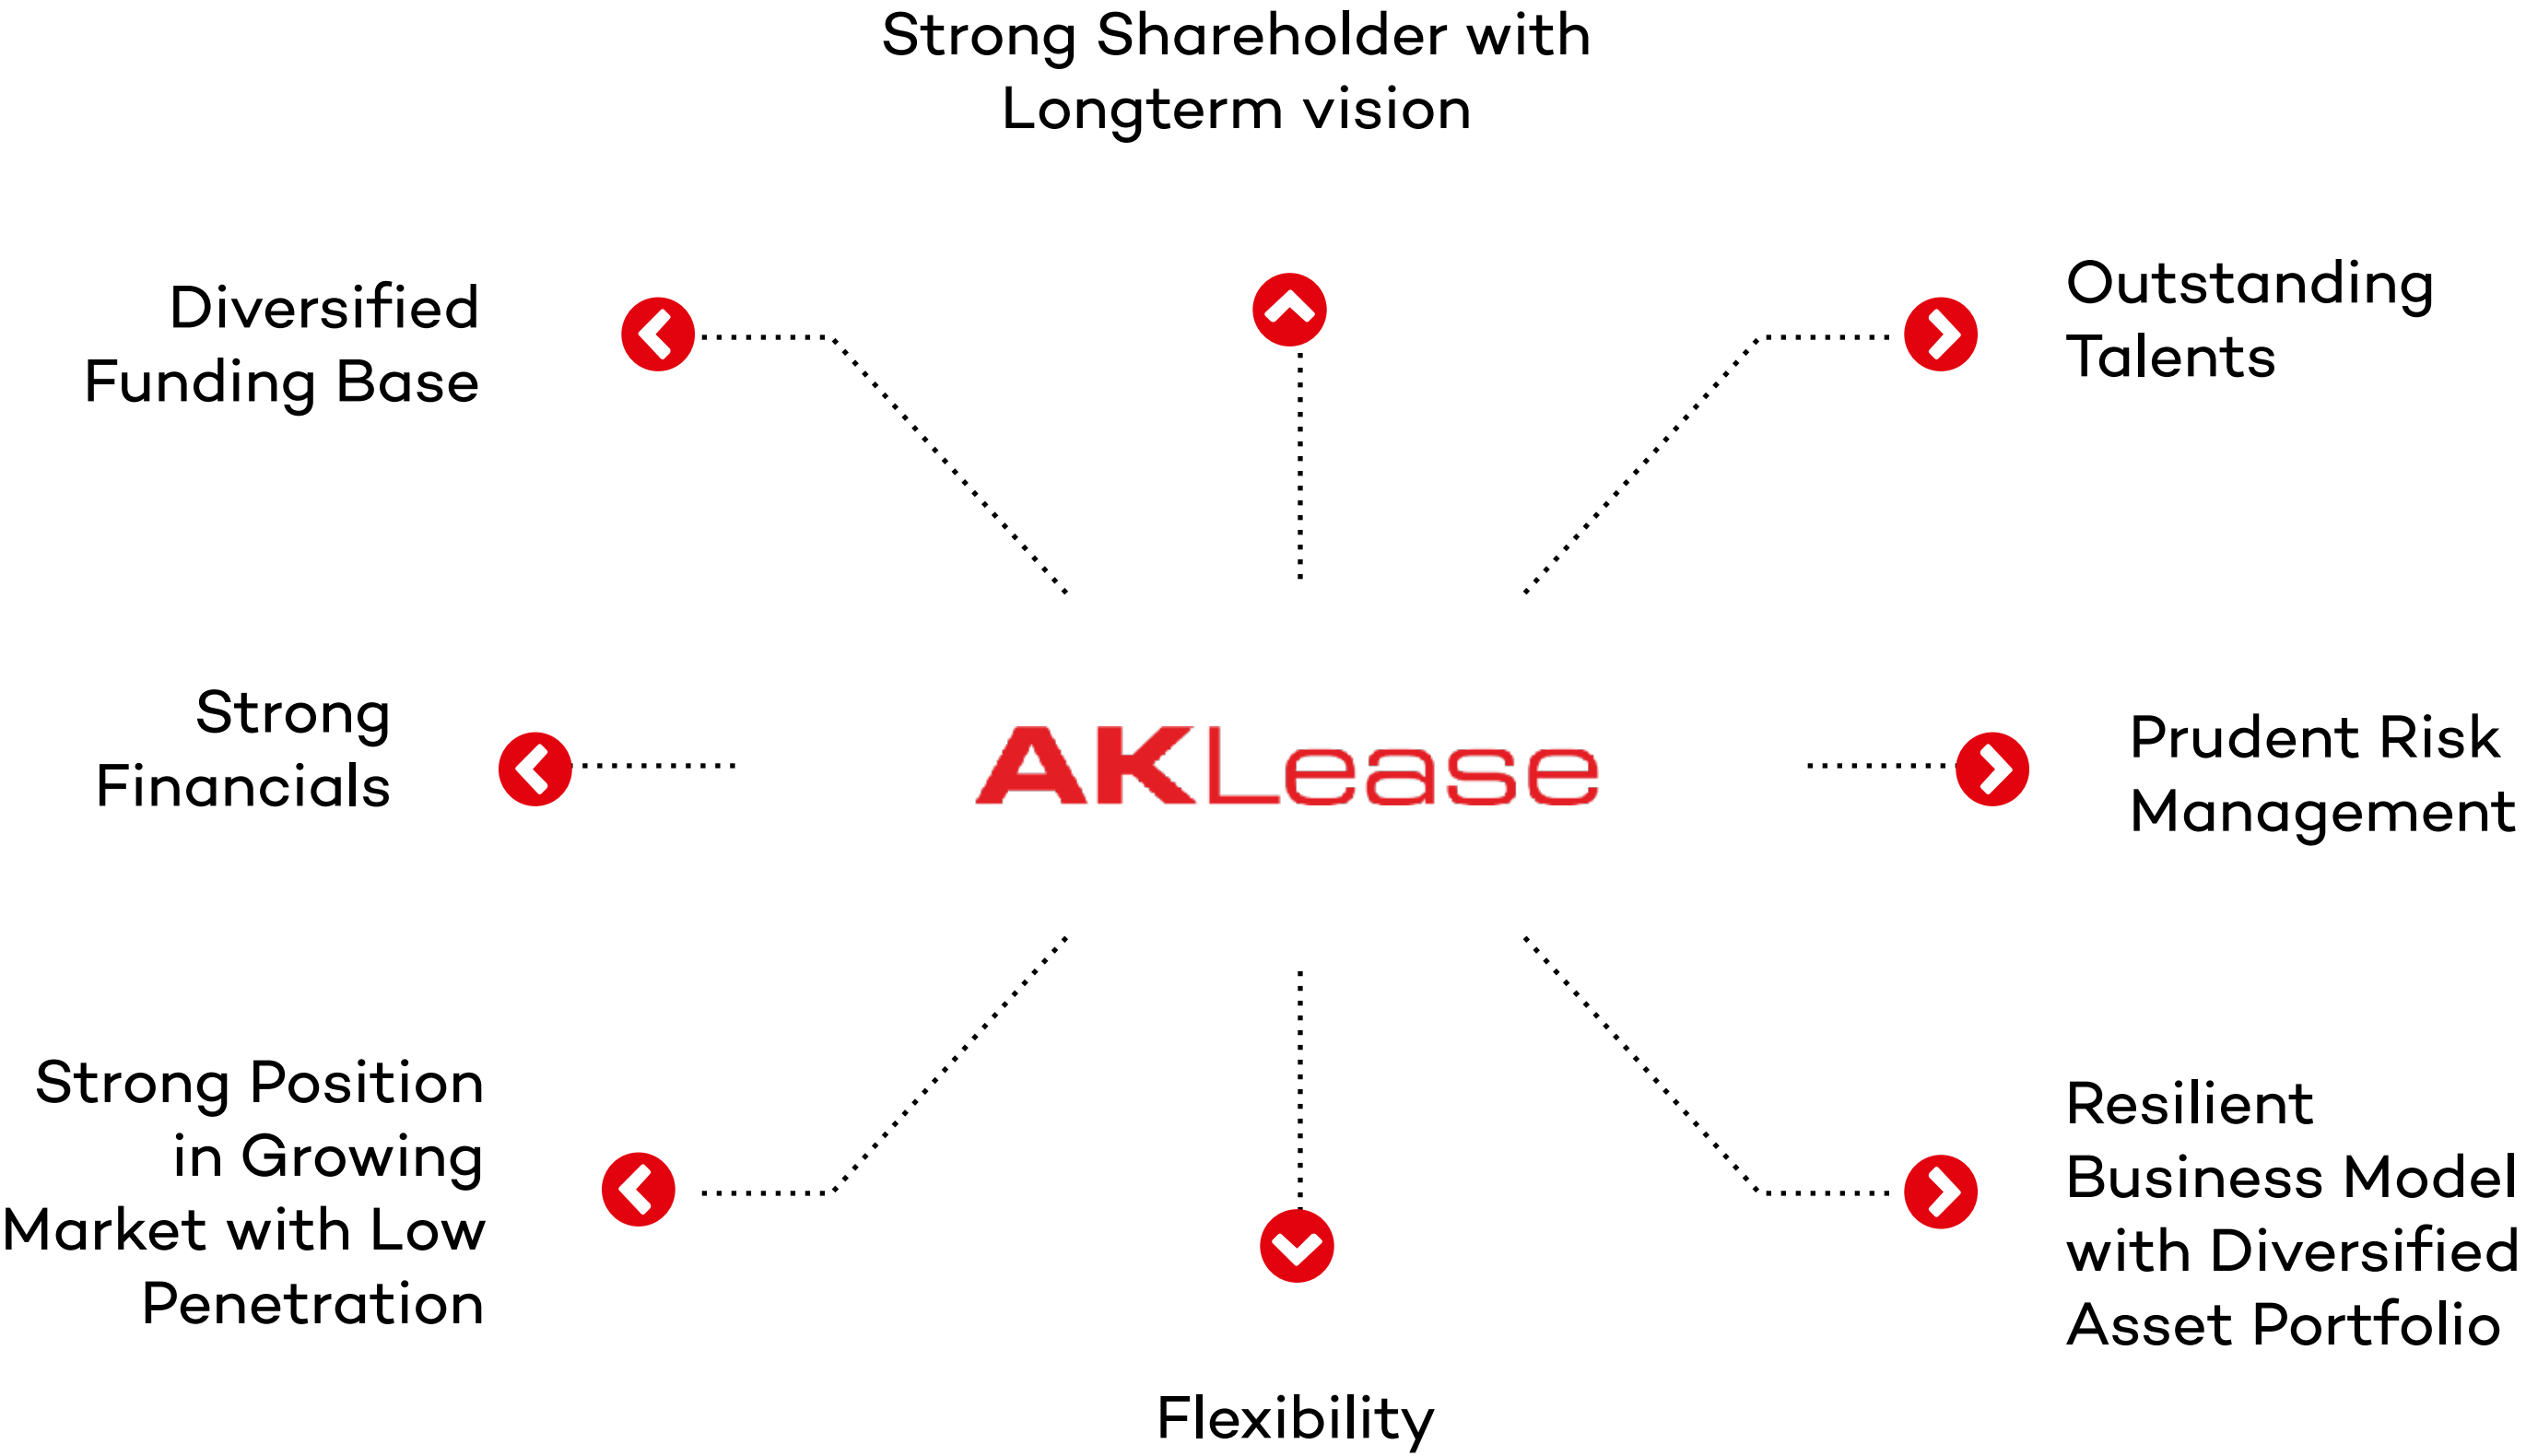 Strong Shareholder with
Longterm vision
Diversified
Funding Base
Outstanding
Talents
Strong
Financials
AKLease
Prudent Risk
Management
Strong Position
in Growing
Market with Low
Penetration
Resilient
Business Model
with Diversified
Asset Portfolio
Flexibility